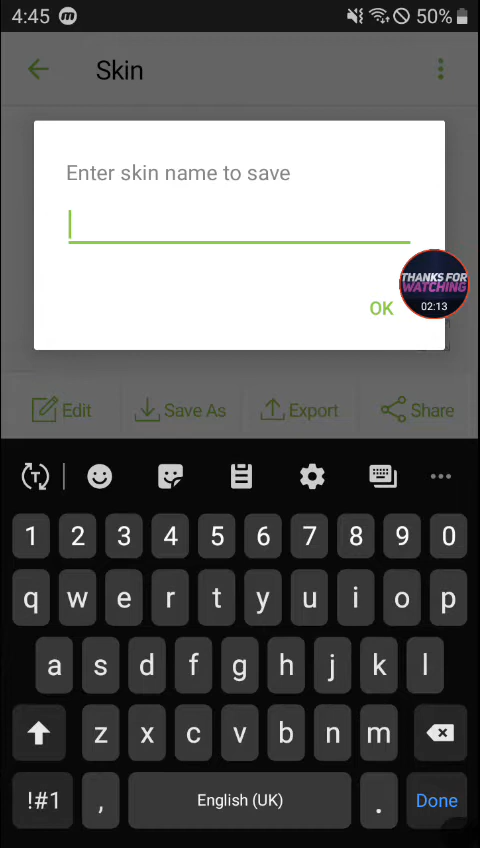 4:45 m 50%
Skin
Enter skin name to save
THANKS FOR
WATCHING
02:13
OK
Edit Save As Export Share
T
1 2 3 4 5 6 7 8 9 0
q w e r t y u i o p
a s d f g h j k l
z x c v b n m
!#1 , English (UK) . Done